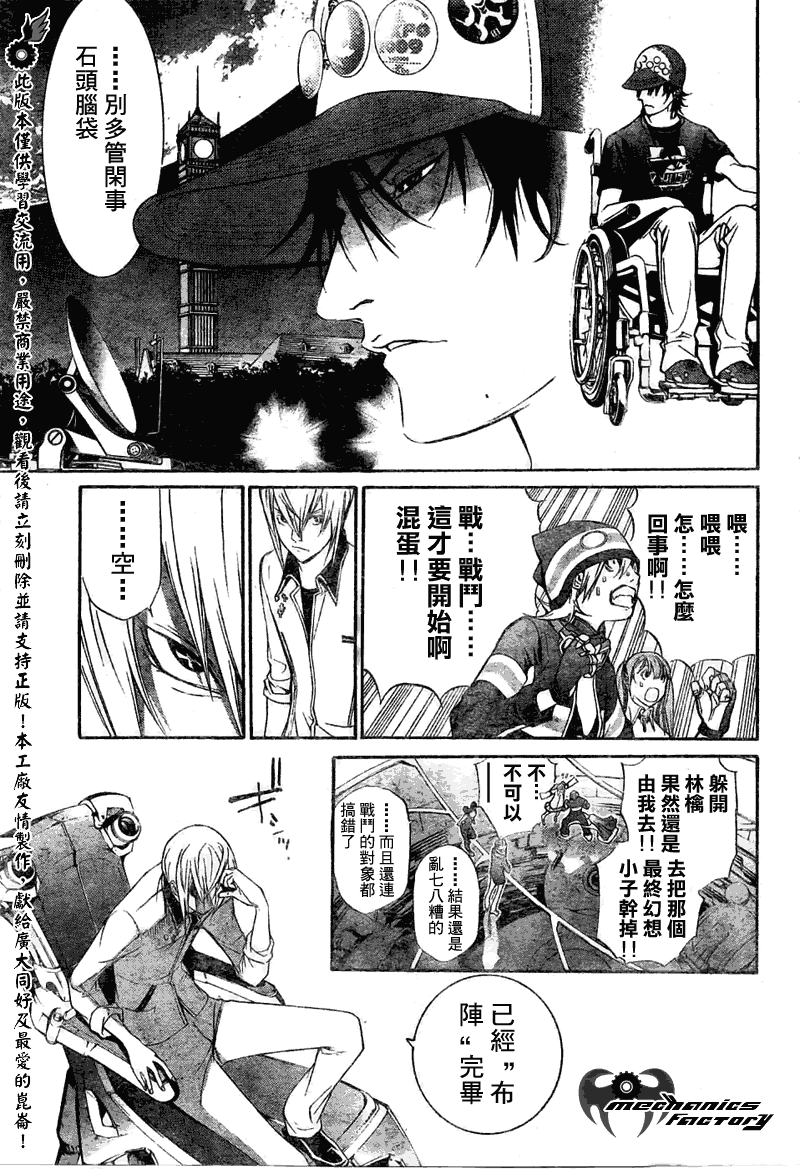 ……別多管閑事
石頭腦袋
喂……
喂喂
怎……怎麼
回事啊!!
戰…戰鬥……
這才要開始啊
混蛋!!
……空…
躲開
林檎
果然還是
由我去!!
去把那個
最終幻想
小子幹掉!!
不…
不可以
……結果還是
亂七八糟的
……而且還連
戰鬥的對象都
搞錯了
已經”布
陣“完畢
此版本僅供學習交流用，嚴禁商業用途，觀看後請立刻刪除並請支持正版！本工廠友情製作、獻給廣大同好及最愛的崑崙！
mechanics
Factory